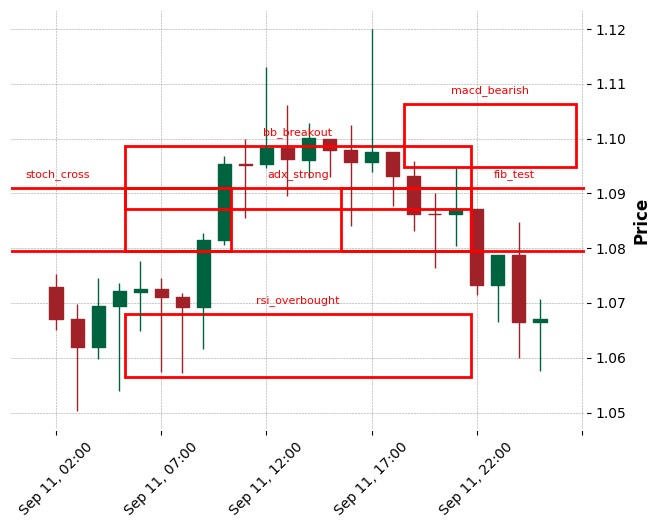 1.12
1.11
macd_bearish
1.10
bb_breakout
stoch_cross
adx_strong
fib_test
1.09
Price
1.08
1.07
rsi_overbought
1.06
1.05
Sep 11, 02:00
Sep 11, 07:00
Sep 11, 12:00
Sep 11, 17:00
Sep 11, 22:00